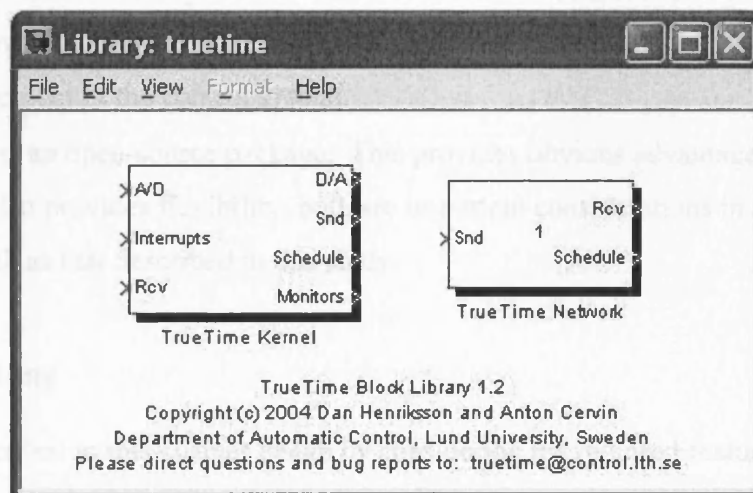 Library: truetime
File Edit View Format Help
A/D
Interrupts
Rcv
D/A
Snd
Schedule
Monitors
TrueTime Kernel
Snd
1
Rcv
Schedule
TrueTime Network
TrueTime Block Library 1.2
Copyright (c) 2004 Dan Henriksson and Anton Cervin
Department of Automatic Control, Lund University, Sweden
Please direct questions and bug reports to: truetime@control.lth.se